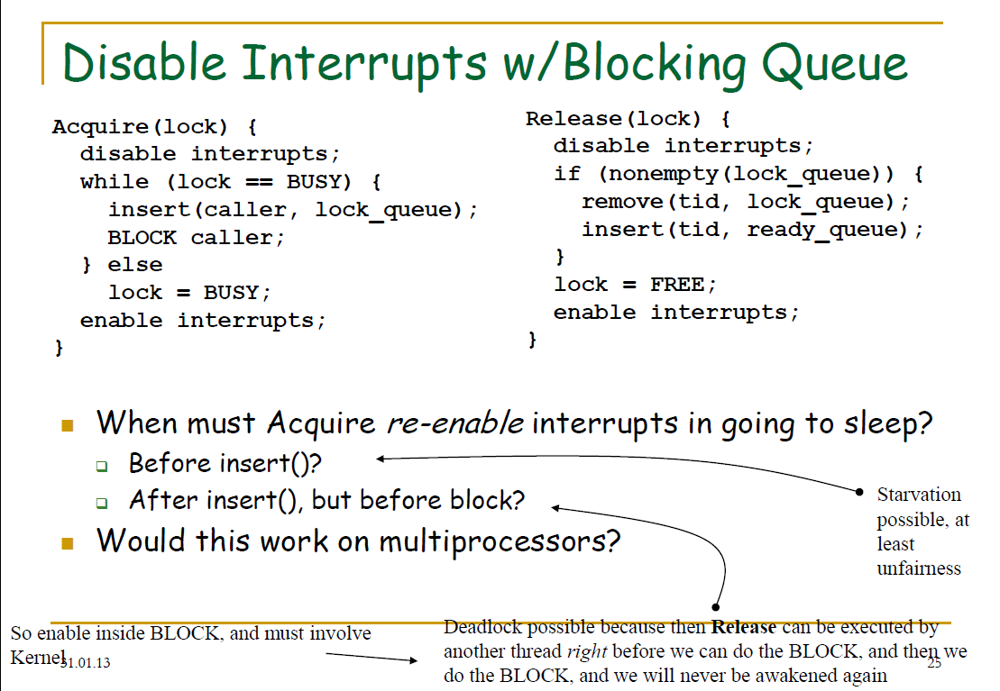 Disable Interrupts w/Blocking Queue
Acquire(lock) {
disable interrupts;
while (lock == BUSY) {
insert(caller, lock_queue);
BLOCK caller;
} else
lock = BUSY;
enable interrupts;
}
Release(lock) {
disable interrupts;
if (nonempty(lock_queue)) {
remove(tid, lock_queue);
insert(tid, ready_queue);
}
lock = FREE;
enable interrupts;
}
When must Acquire re-enable interrupts in going to sleep?
Before insert()?
After insert(), but before block?
Would this work on multiprocessors?
Starvation
possible, at
least
unfairness
So enable inside BLOCK, and must involve
Kernel
31.01.13
Deadlock possible because then Release can be executed by
another thread right before we can do the BLOCK, and then we
do the BLOCK, and we will never be awakened again
25